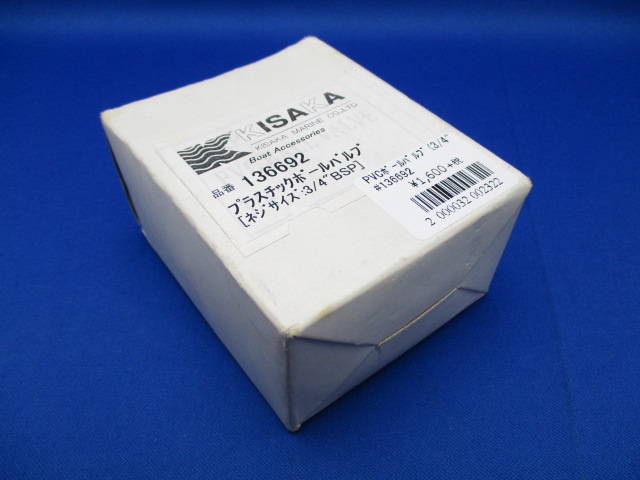 KISAKA
KISAKA MARINE CO.,LTD
Boat Accessories
品番 136692
プラスチックボールバルブ
[ネジ・サイズ:3/4"BSP]
PVCボールバルブ (3/4"
#136692
¥1,600+税
2 000032 002322